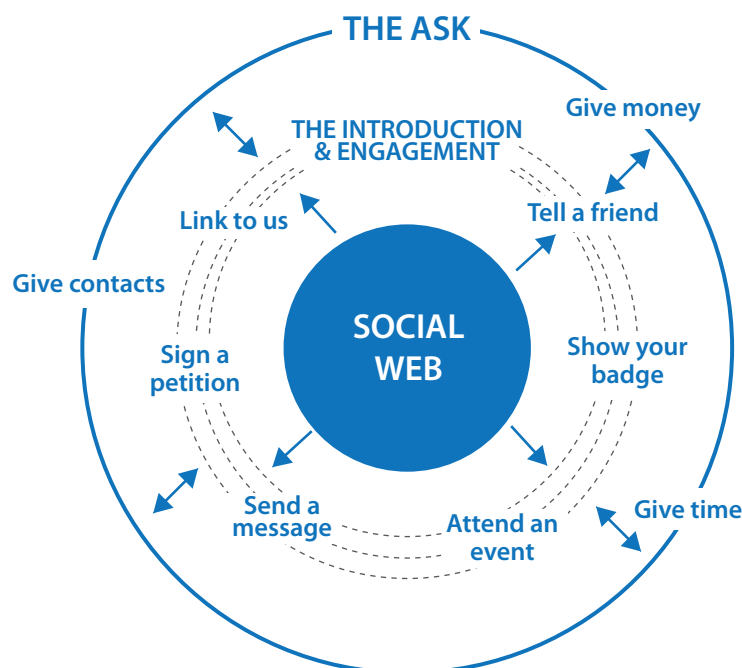 THE ASK
Give money
THE INTRODUCTION
& ENGAGEMENT
Link to us
Tell a friend
Give contacts
SOCIAL
WEB
Sign a
petition
Show your
badge
Send a
message
Attend an
event
Give time